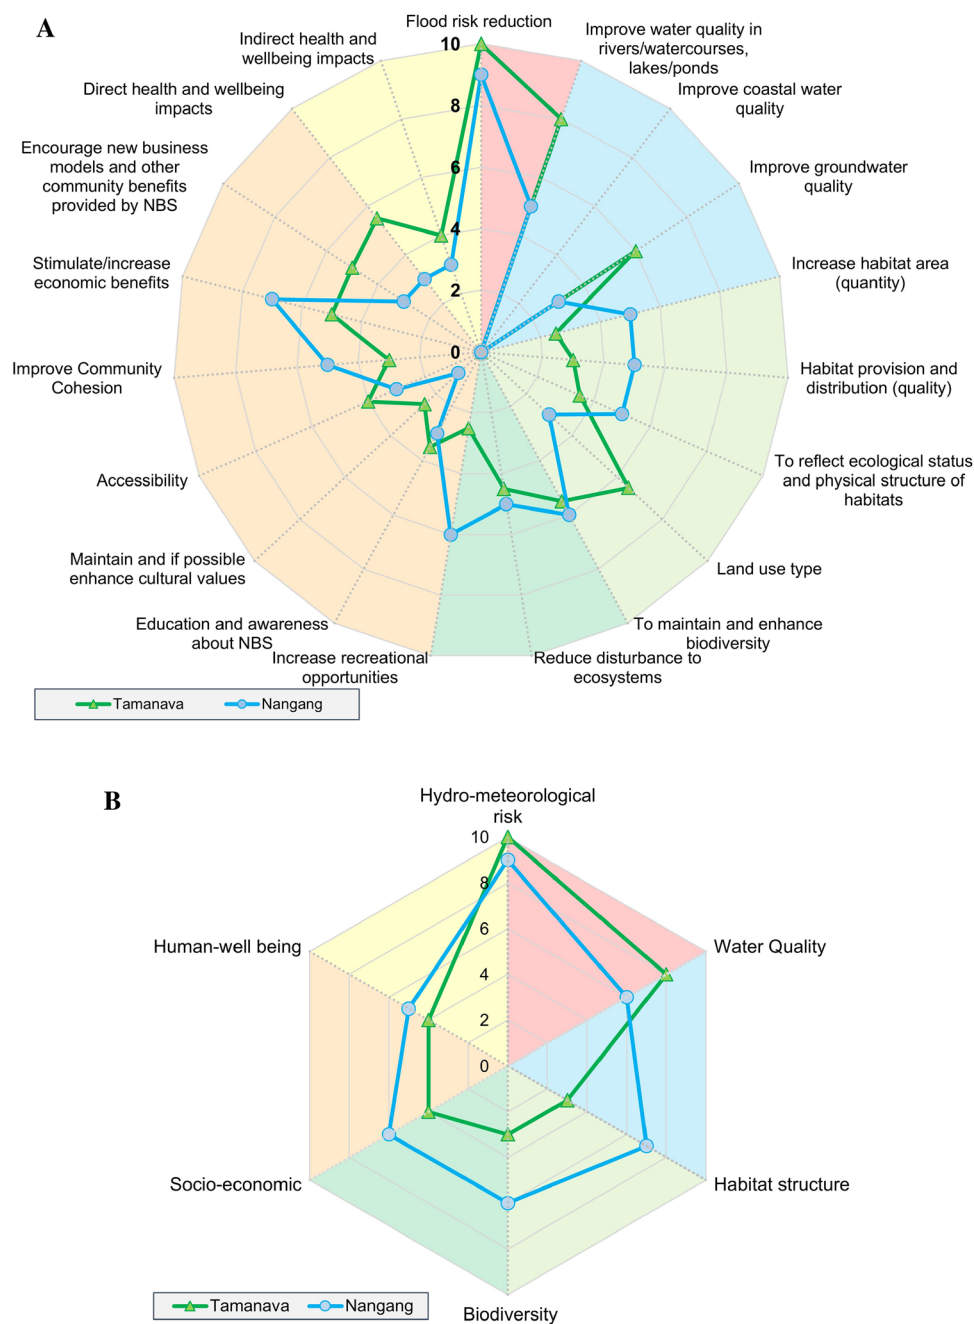 A
Flood risk reduction
Improve water quality in
rivers/watercourses,
lakes/ponds
Improve coastal water
quality
Improve groundwater
quality
Increase habitat area
(quantity)
Habitat provision and
distribution (quality)
To reflect ecological status
and physical structure of
habitats
Land use type
To maintain and enhance
biodiversity
Reduce disturbance to
ecosystems
Increase recreational
opportunities
Education and awareness
about NBS
Maintain and if possible
enhance cultural values
Accessibility
Improve Community
Cohesion
Stimulate/increase
economic benefits
Encourage new business
models and other
community benefits
provided by NBS
Direct health and wellbeing
impacts
Indirect health and
wellbeing impacts
10
8
6
4
2
0
Tamanava
Nangang
B
Hydro-meteorological
risk
Water Quality
Habitat structure
Biodiversity
Socio-economic
Human-well being
10
8
6
4
2
0
Tamanava
Nangang